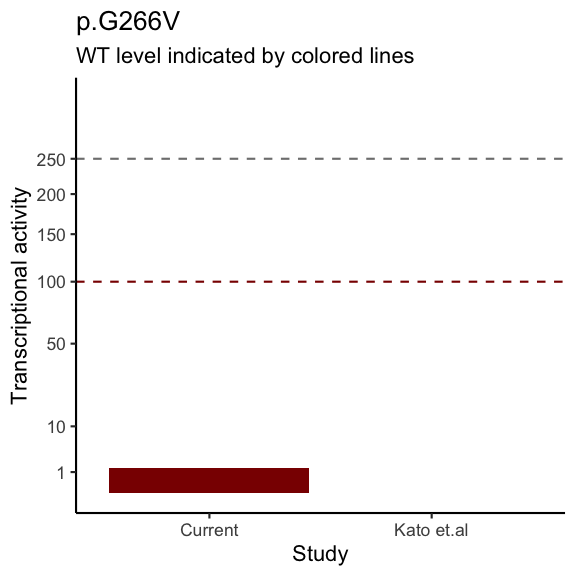 p.G266V
WT level indicated by colored lines
Transcriptional activity
250
200
150
100
50
10
1
Current
Kato et.al
Study